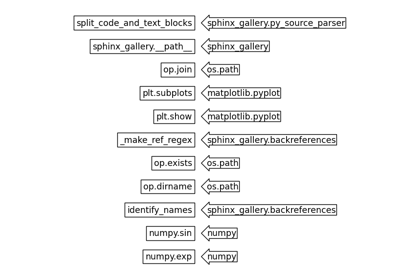 split_code_and_text_blocks sphinx_gallery.py_source_parser
sphinx_gallery.__path__ sphinx_gallery
op.join os.path
plt.subplots matplotlib.pyplot
plt.show matplotlib.pyplot
_make_ref_regex sphinx_gallery.backreferences
op.exists os.path
op.dirname os.path
identify_names sphinx_gallery.backreferences
numpy.sin numpy
numpy.exp numpy